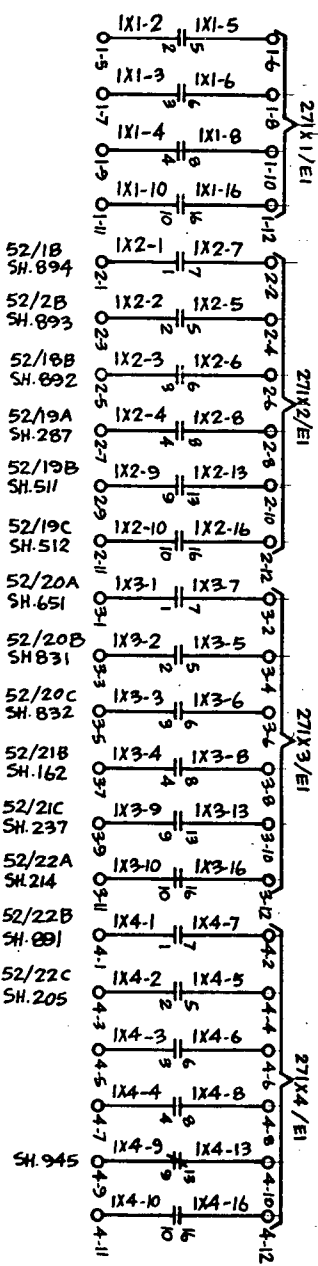 1X1-2 1X1-5
1-5 2 5 1-6
1X1-3 1X1-6
1-7 3 6 1-8
1X1-4 1X1-8
1-9 4 8 1-10
1X1-10 1X1-16
1-11 10 16 1-12
271X1/E1
52/1B 1X2-1 1X2-7
SH.894 2-1 1 7 2-2
52/2B 1X2-2 1X2-5
SH.893 2-3 2 5 2-4
52/18B 1X2-3 1X2-6
SH.892 2-5 3 6 2-6
52/19A 1X2-4 1X2-8
SH.287 2-7 4 8 2-8
52/19B 1X2-9 1X2-13
SH.511 2-9 9 13 2-10
52/19C 1X2-10 1X2-16
SH.512 2-11 10 16 2-12
271X2/E1
52/20A 1X3-1 1X3-7
SH.651 3-1 1 7 3-2
52/20B 1X3-2 1X3-5
SH831 3-3 2 5 3-4
52/20C 1X3-3 1X3-6
SH.832 3-5 3 6 3-6
52/21B 1X3-4 1X3-8
SH.162 3-7 4 8 3-8
52/21C 1X3-9 1X3-13
SH.237 3-9 9 13 3-10
52/22A 1X3-10 1X3-16
SH.214 3-11 10 16 3-12
271X3/E1
52/22B 1X4-1 1X4-7
SH.891 4-1 1 7 4-2
52/22C 1X4-2 1X4-5
SH.205 4-3 2 5 4-4
1X4-3 1X4-6
4-5 3 6 4-6
1X4-4 1X4-8
4-7 4 8 4-8
1X4-9 1X4-13
SH.945 4-9 9 13 4-10
1X4-10 1X4-16
4-11 10 16 4-12
271X4/E1